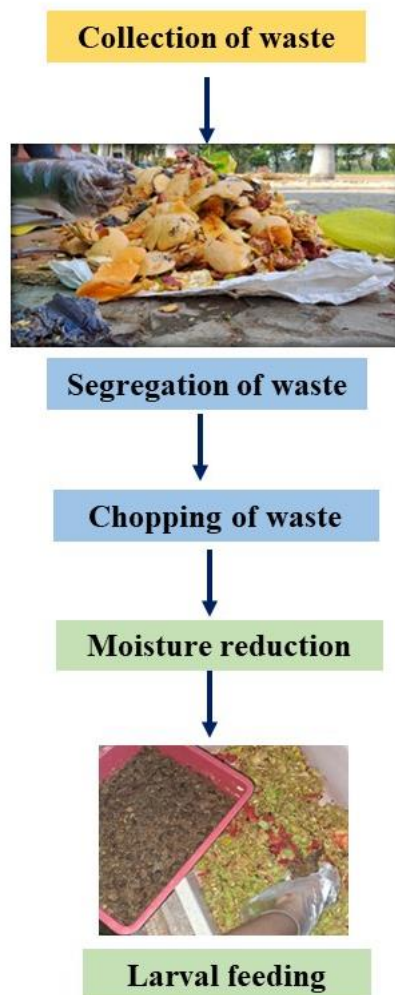 Collection of waste
Segregation of waste
Chopping of waste
Moisture reduction
Larval feeding